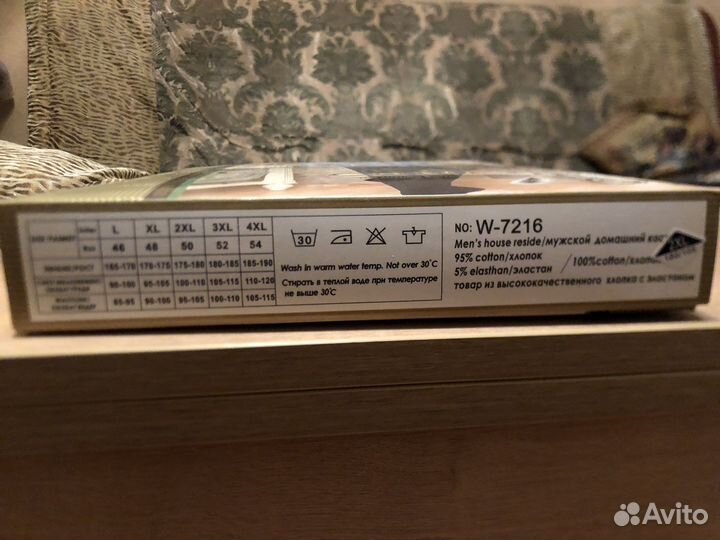 L XL 2XL 3XL 4XL
46 48 50 52 54
165-170 170-175 175-180 180-185 185-190
90-100 95-105 100-110 105-115 110-120
85-95 90-100 95-105 100-110 105-115
30
Wash in warm water temp. Not over 30°C
Стирать в теплой воде при температуре
не выше 30°C
NO: W-7216
Men's house reside/мужской домашний
95% cotton/хлопок
5% elasthan/эластан /100%cotton/
товар из высококачественного хлопка с эластаном
2XL
Avito